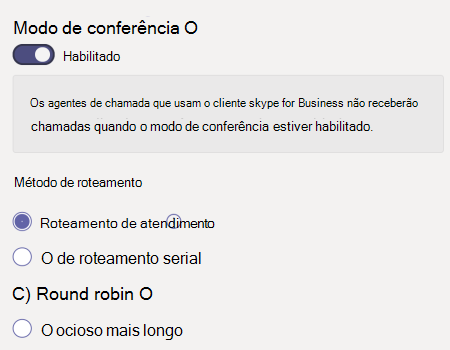 Modo de conferência O
Habilitado
Os agentes de chamada que usam o cliente skype for Business não receberão
chamadas quando o modo de conferência estiver habilitado.
Método de roteamento
Roteamento de atendimento
O de roteamento serial
C) Round robin O
O ocioso mais longo